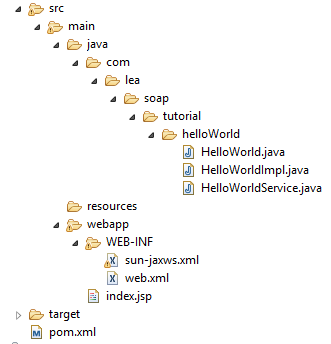 src
main
java
com
lea
soap
tutorial
helloWorld
HelloWorld.java
HelloWorldImpl.java
HelloWorldService.java
resources
webapp
WEB-INF
sun-jaxws.xml
web.xml
index.jsp
target
pom.xml